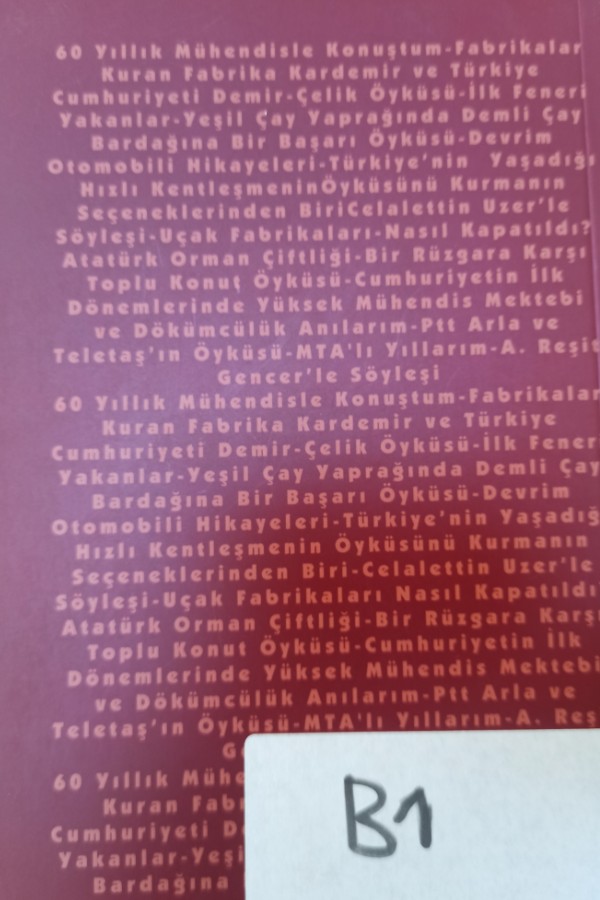 60 Yıllık Mühendisle Konuştum-Fabrikalar
Kuran Fabrika Kardemir ve Türkiye
Cumhuriyeti Demir-Çelik Öyküsü-İlk Feneri
Yakanlar-Yeşil Çay Yaprağında Demli Çay
Bardağına Bir Başarı Öyküsü-Devrim
Otomobili Hikayeleri-Türkiye'nin Yaşadığı
Hızlı KentleşmeninÖyküsünü Kurmanın
Seçeneklerinden BiriCelalettin Uzer'le
Söyleşi-Uçak Fabrikaları-Nasıl Kapatıldı?
Atatürk Orman Çiftliği-Bir Rüzgara Karşı
Toplu Konut Öyküsü-Cumhuriyetin İlk
Dönemlerinde Yüksek Mühendis Mektebi
ve Dökümcülük Anılarım-Ptt Arla ve
Teletaş'ın Öyküsü-MTA'lı Yıllarım-A. Reşit
Gencer'le Söyleşi
60 Yıllık Mühendisle Konuştum-Fabrikalar
Kuran Fabrika Kardemir ve Türkiye
Cumhuriyeti Demir-Çelik Öyküsü-İlk Fener
Yakanlar-Yeşil Çay Yaprağında Demli Çay
Bardağına Bir Başarı Öyküsü-Devrim
Otomobili Hikayeleri-Türkiye'nin Yaşadığ
Hızlı Kentleşmenin Öyküsünü Kurmanın
Seçeneklerinden Biri-Celalettin Uzer'le
Söyleşi-Uçak Fabrikaları Nasıl Kapatıldı
Atatürk Orman Çiftliği-Bir Rüzgara Karşı
Toplu Konut Öyküsü-Cumhuriyetin İlk
Dönemlerinde Yüksek Mühendis Mektebi
ve Dökümcülük Anılarım-Ptt Arla ve
Teletaş'ın Öyküsü-MTA'lı Yıllarım-A. Reş
60 Yıllık Mühe
Kuran Fab
Cumhuriyeti D
Yakanlar-Yeşi
Bardağına
B1